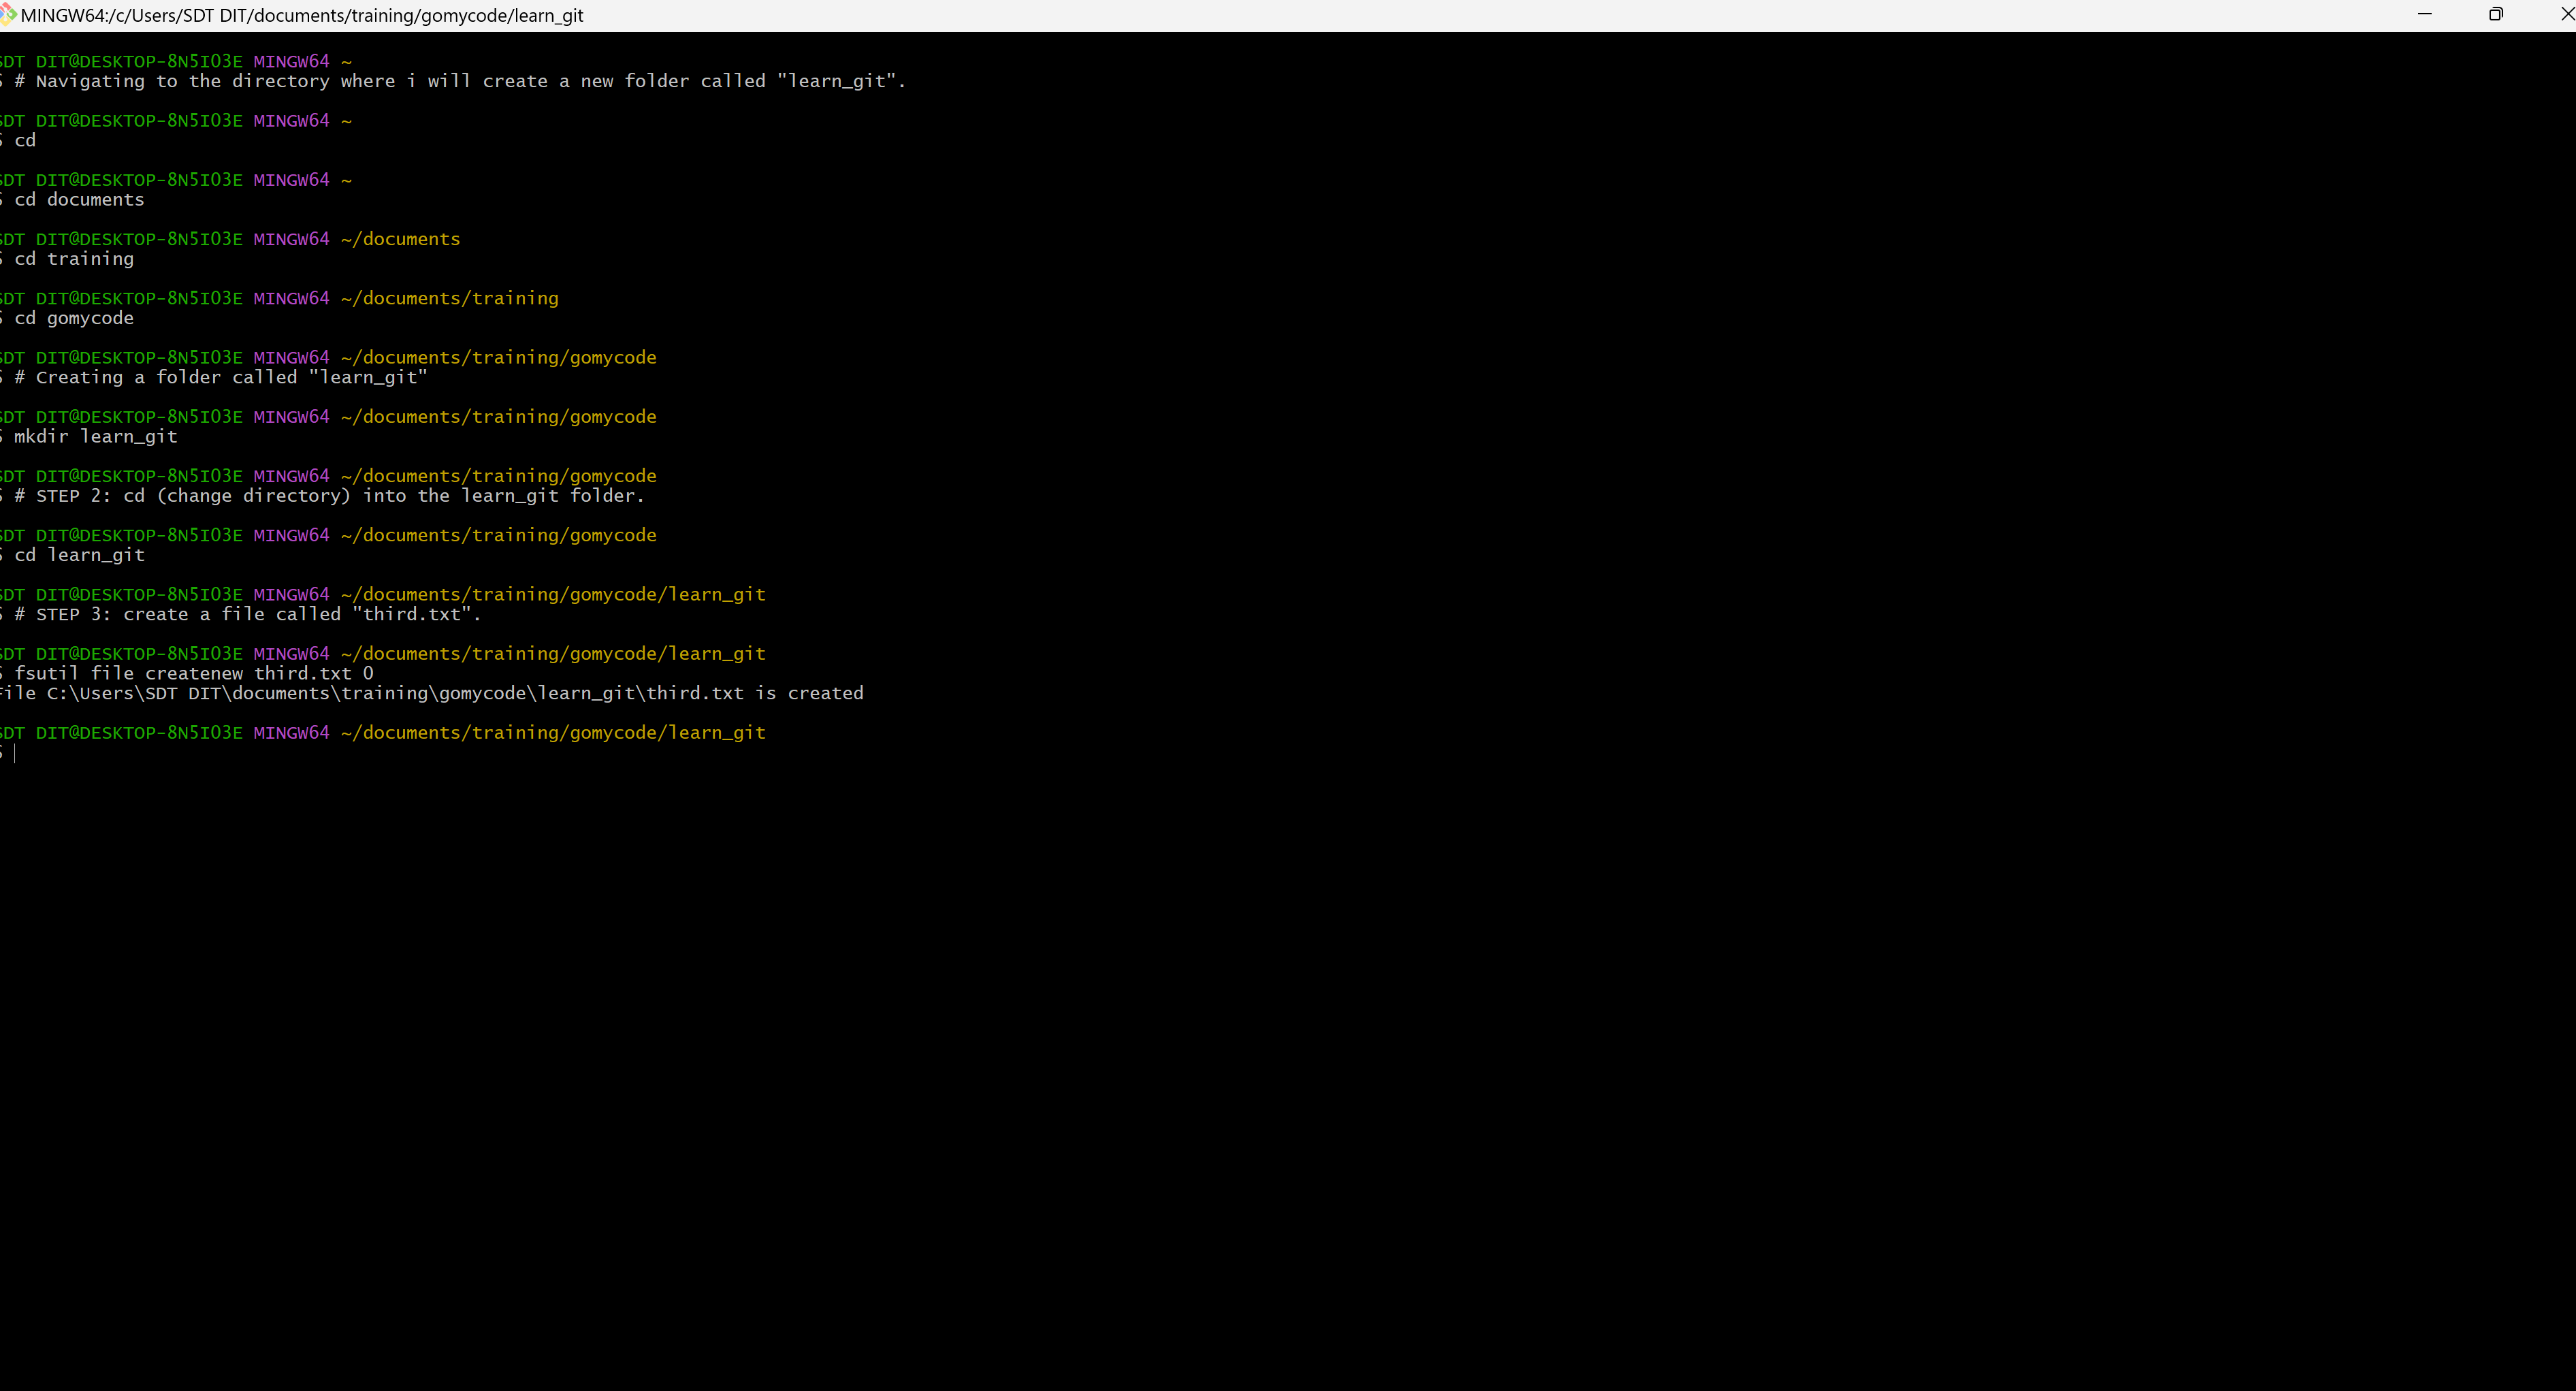 MINGW64:/c/Users/SDT DIT/documents/training/gomycode/learn_git
SDT DIT@DESKTOP-8N5I03E MINGW64 ~
$ # Navigating to the directory where i will create a new folder called "learn_git".
SDT DIT@DESKTOP-8N5I03E MINGW64 ~
$ cd
SDT DIT@DESKTOP-8N5I03E MINGW64 ~
$ cd documents
SDT DIT@DESKTOP-8N5I03E MINGW64 ~/documents
$ cd training
SDT DIT@DESKTOP-8N5I03E MINGW64 ~/documents/training
$ cd gomycode
SDT DIT@DESKTOP-8N5I03E MINGW64 ~/documents/training/gomycode
$ # Creating a folder called "learn_git"
SDT DIT@DESKTOP-8N5I03E MINGW64 ~/documents/training/gomycode
$ mkdir learn_git
SDT DIT@DESKTOP-8N5I03E MINGW64 ~/documents/training/gomycode
$ # STEP 2: cd (change directory) into the learn_git folder.
SDT DIT@DESKTOP-8N5I03E MINGW64 ~/documents/training/gomycode
$ cd learn_git
SDT DIT@DESKTOP-8N5I03E MINGW64 ~/documents/training/gomycode/learn_git
$ # STEP 3: create a file called "third.txt".
SDT DIT@DESKTOP-8N5I03E MINGW64 ~/documents/training/gomycode/learn_git
$ fsutil file createnew third.txt 0
File C:\Users\SDT DIT\documents\training\gomycode\learn_git\third.txt is created
SDT DIT@DESKTOP-8N5I03E MINGW64 ~/documents/training/gomycode/learn_git
$